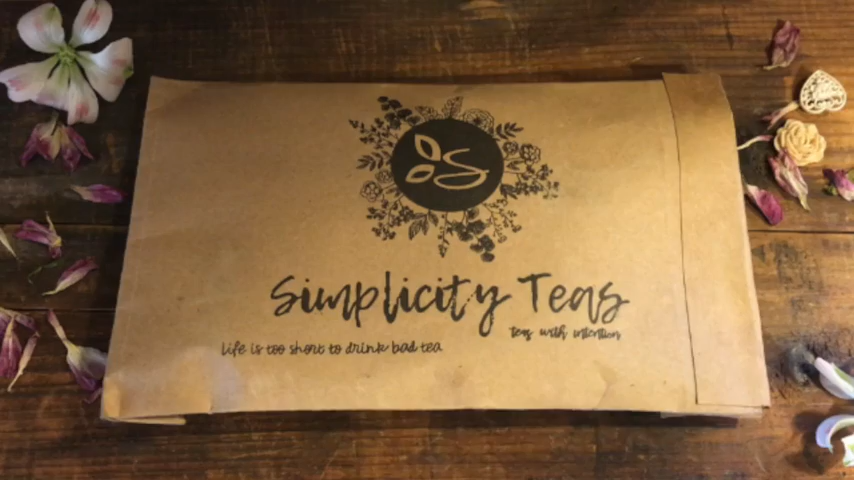 S
Simplicity Teas
teas with intention
life is too short to drink bad tea